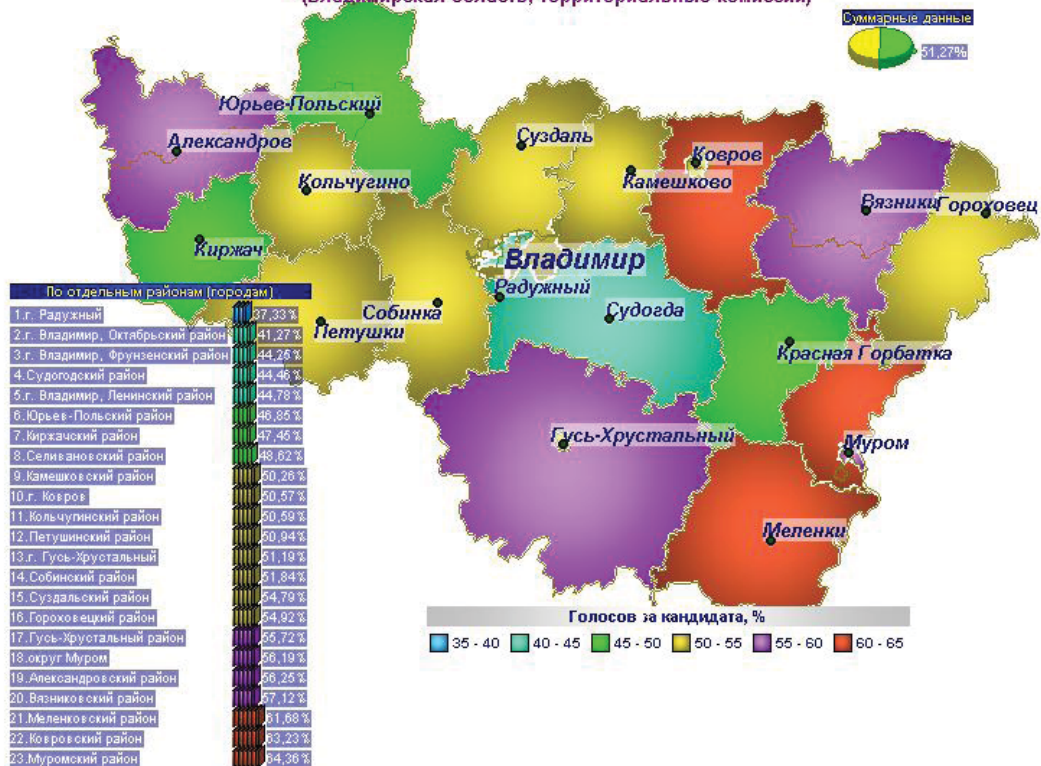 (Владимирская область, территориальные комиссии)
Суммарные данные
51,27%
Юрьев-Польский
Александров
Суздаль
Ковров
Кольчугино
Камешково
Вязники
Гороховец
Киржач
Владимир
Радужный
Собинка
Петушки
Судогда
Красная Горбатка
Гусь-Хрустальный
Муром
Меленки
По отдельным районам (городам)
1.г. Радужный 37,33%
2.г. Владимир, Октябрьский район 41,27%
3.г. Владимир, Фрунзенский район 44,25%
4.Судогодский район 44,46%
5.г. Владимир, Ленинский район 44,78%
6.Юрьев-Польский район 46,85%
7.Киржачский район 47,45%
8.Селивановский район 48,62%
9.Камешковский район 50,26%
10.г. Ковров 50,57%
11.Кольчугинский район 50,59%
12.Петушинский район 50,94%
13.г. Гусь-Хрустальный 51,19%
14.Собинский район 51,84%
15.Суздальский район 54,79%
16.Гороховецкий район 54,92%
17.Гусь-Хрустальный район 55,72%
18.округ Муром 56,19%
19.Александровский район 56,25%
20.Вязниковский район 57,12%
21.Меленковский район 61,68%
22.Ковровский район 63,23%
23.Муромский район 64,36%
Голосов за кандидата, %
35 - 40 40 - 45 45 - 50 50 - 55 55 - 60 60 - 65